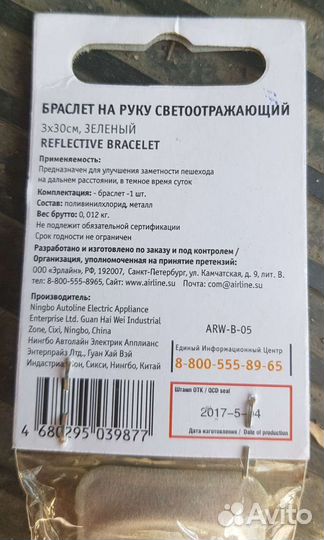 БРАСЛЕТ НА РУКУ СВЕТООТРАЖАЮЩИЙ
3х30см, ЗЕЛЕНЫЙ
REFLECTIVE BRACELET
Применяемость:
Предназначен для улучшения заметности пешехода
на дальнем расстоянии, в темное время суток
Комплектация: - браслет -1 шт.
Состав: поливинилхлорид, металл
Вес брутто: 0, 012 кг.
Не подлежит обязательной сертификации
Срок годности не ограничен
Разработано и изготовлено по заказу и под контролем /
Организация, уполномоченная на принятие претензий:
ООО «Эрлайн», РФ, 192007, Санкт-Петербург, ул. Камчатская, д. 9, лит. В.
тел: 8-800-555-8965, Сайт: www.airline.su Почта: com@airline.su
Производитель:
Ningbo Autoline Electric Appliance
Enterprise Ltd. Guan Hai Wei Industrial
Zone, Cixi, Ningbo, China
Нингбо Автолайн Электрик Апплианс
Энтерпрайз Лтд., Гуан Хай Вэй
Индастриал Зон, Сикси, Нингбо, Китай
ARW-B-05
Единый Информационный Центр
8-800-555-89-65
Штамп ОТК / QCD seal
2017-5-04
Дата изготовления / Date of production
4 680295 039877
Avito